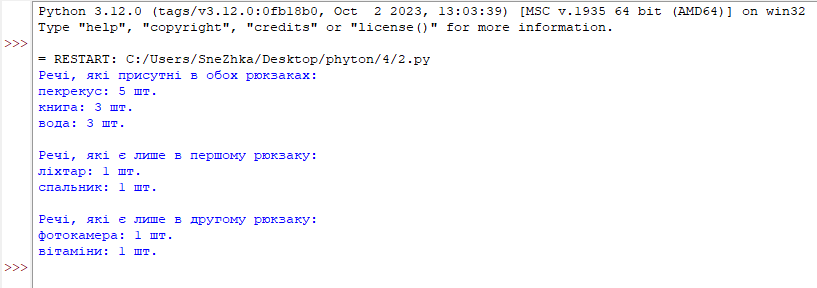 Python 3.12.0 (tags/v3.12.0:0fb18b0, Oct  2 2023, 13:03:39) [MSC v.1935 64 bit (AMD64)] on win32
Type "help", "copyright", "credits" or "license()" for more information.
>>>
= RESTART: C:/Users/SneZhka/Desktop/phyton/4/2.py
Речі, які присутні в обох рюкзаках:
пекрекус: 5 шт.
книга: 3 шт.
вода: 3 шт.
Речі, які є лише в першому рюкзаку:
ліхтар: 1 шт.
спальник: 1 шт.
Речі, які є лише в другому рюкзаку:
фотокамера: 1 шт.
вітаміни: 1 шт.
>>>